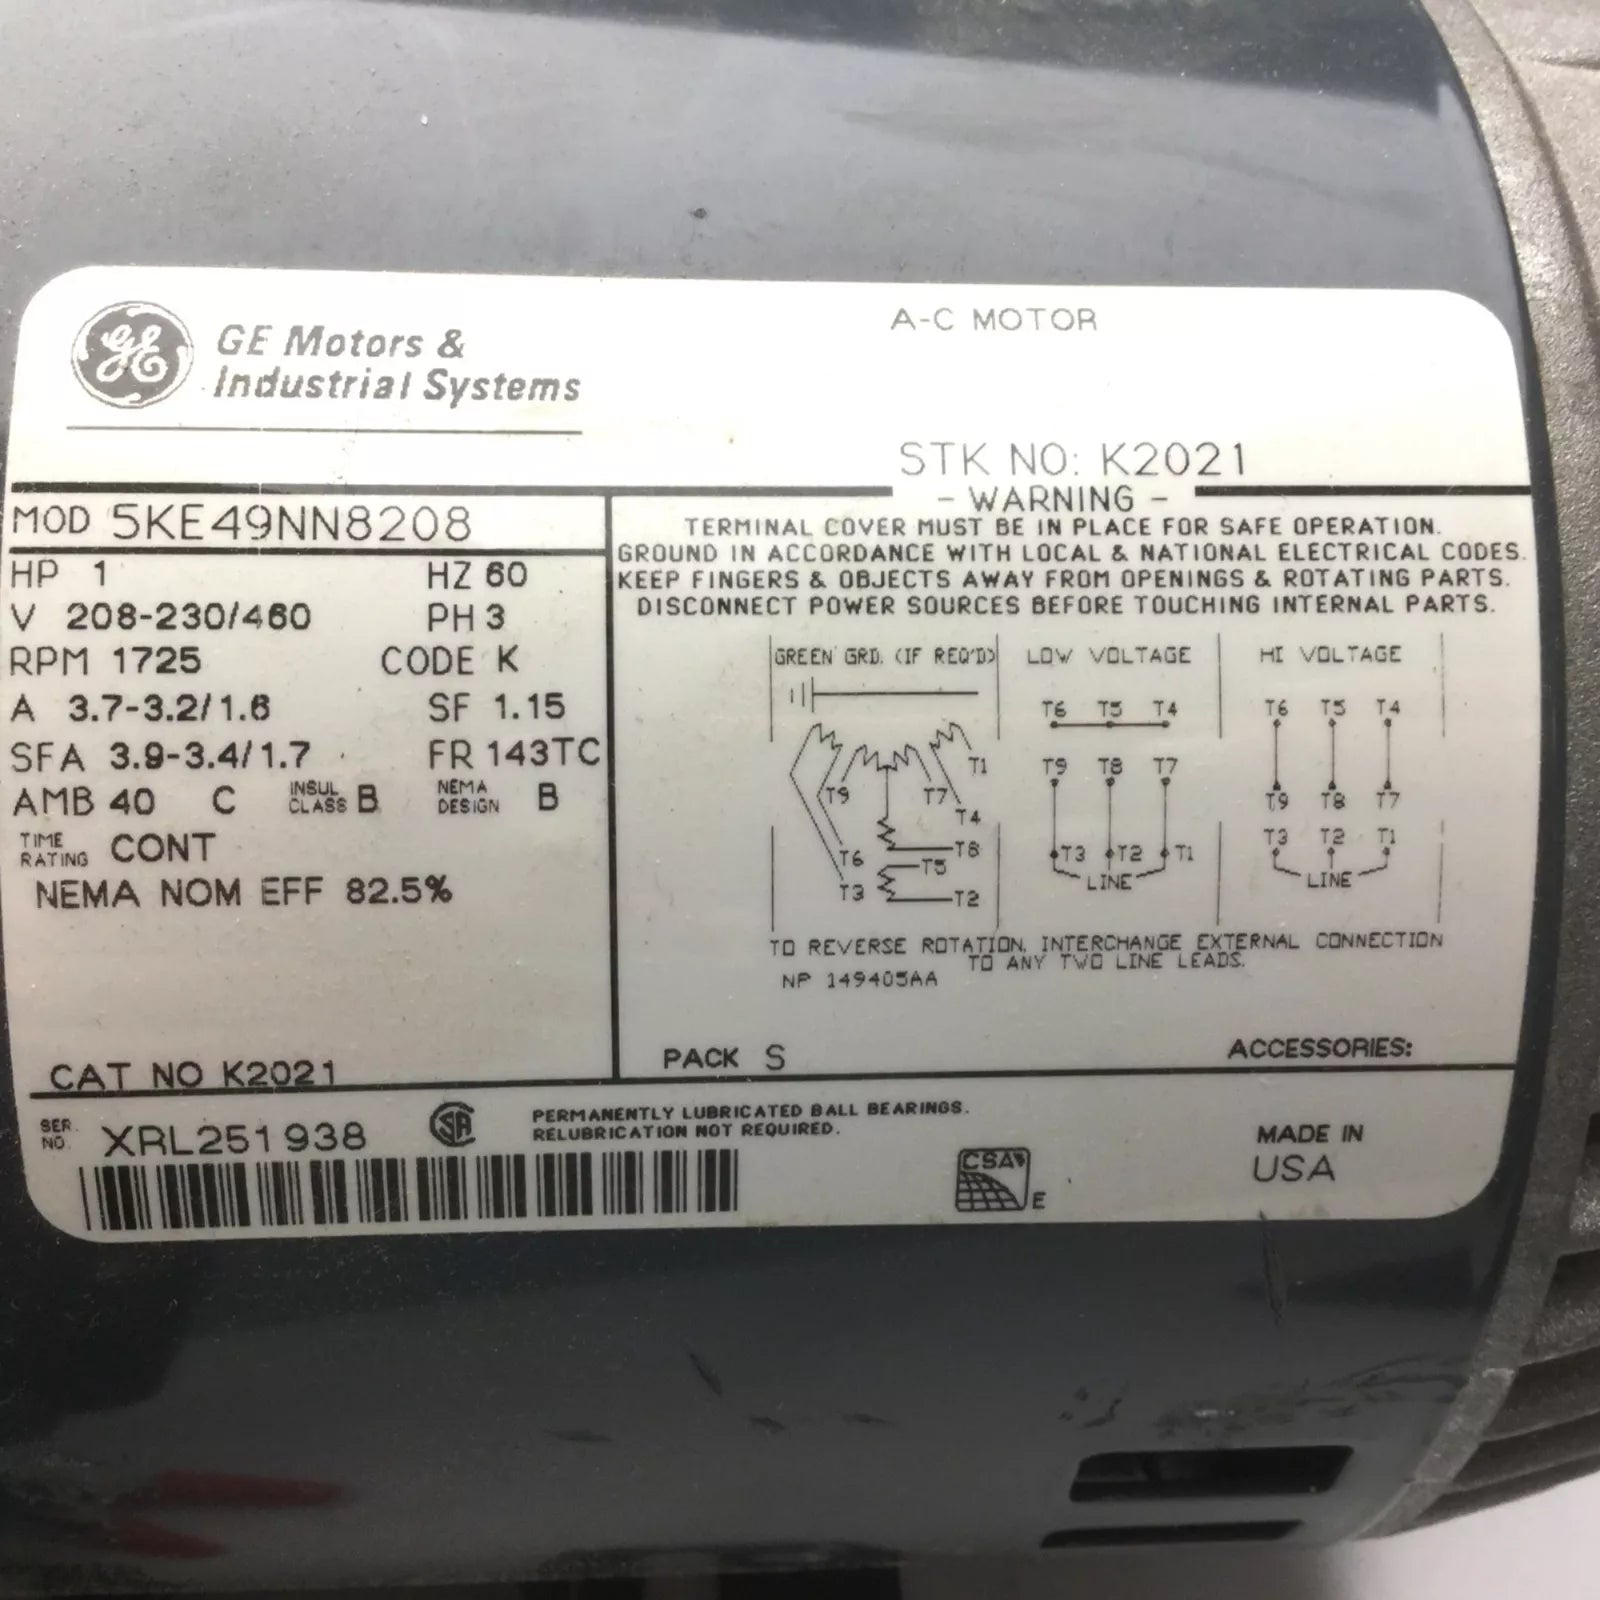 GE
GE Motors &
Industrial Systems
A-C MOTOR
STK NO: K2021
MOD 5KE49NN8208
HP 1 HZ 60
V 208-230/460 PH 3
RPM 1725 CODE K
A 3.7-3.2/1.6 SF 1.15
SFA 3.9-3.4/1.7 FR 143TC
AMB 40 C INSUL CLASS B NEMA DESIGN B
TIME RATING CONT
NEMA NOM EFF 82.5%
CAT NO K2021
- WARNING -
TERMINAL COVER MUST BE IN PLACE FOR SAFE OPERATION.
GROUND IN ACCORDANCE WITH LOCAL & NATIONAL ELECTRICAL CODES.
KEEP FINGERS & OBJECTS AWAY FROM OPENINGS & ROTATING PARTS.
DISCONNECT POWER SOURCES BEFORE TOUCHING INTERNAL PARTS.
GREEN GRD. (IF REQ'D)
T1
T9 T7
T4
T6 T8
T5
T3 T2
LOW VOLTAGE
T6 T5 T4
T9 T8 T7
T3 T2 T1
LINE
HI VOLTAGE
T6 T5 T4
T9 T8 T7
T3 T2 T1
LINE
TO REVERSE ROTATION, INTERCHANGE EXTERNAL CONNECTION
TO ANY TWO LINE LEADS.
NP 149405AA
PACK S
ACCESSORIES:
SER. NO. XRL251938
SA
PERMANENTLY LUBRICATED BALL BEARINGS.
RELUBRICATION NOT REQUIRED.
CSA
E
MADE IN
USA